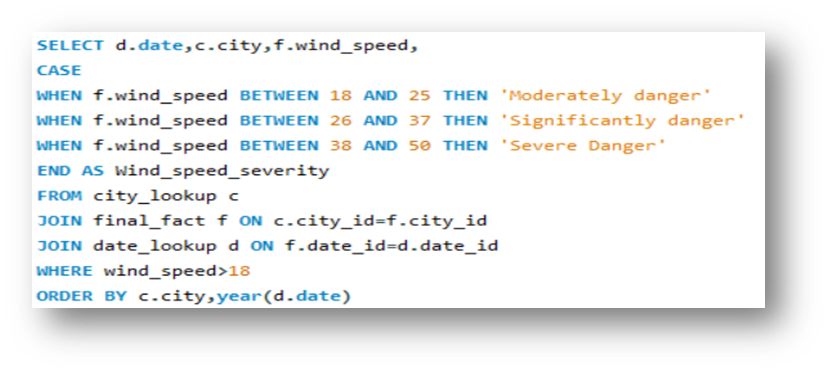 SELECT d.date,c.city,f.wind_speed,
CASE
WHEN f.wind_speed BETWEEN 18 AND 25 THEN 'Moderately danger'
WHEN f.wind_speed BETWEEN 26 AND 37 THEN 'Significantly danger'
WHEN f.wind_speed BETWEEN 38 AND 50 THEN 'Severe Danger'
END AS Wind_speed_severity
FROM city_lookup c
JOIN final_fact f ON c.city_id=f.city_id
JOIN date_lookup d ON f.date_id=d.date_id
WHERE wind_speed>18
ORDER BY c.city,year(d.date)